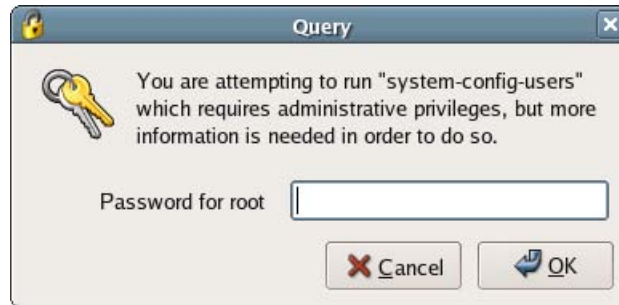 Query
You are attempting to run "system-config-users"
which requires administrative privileges, but more
information is needed in order to do so.
Password for root
Cancel
OK